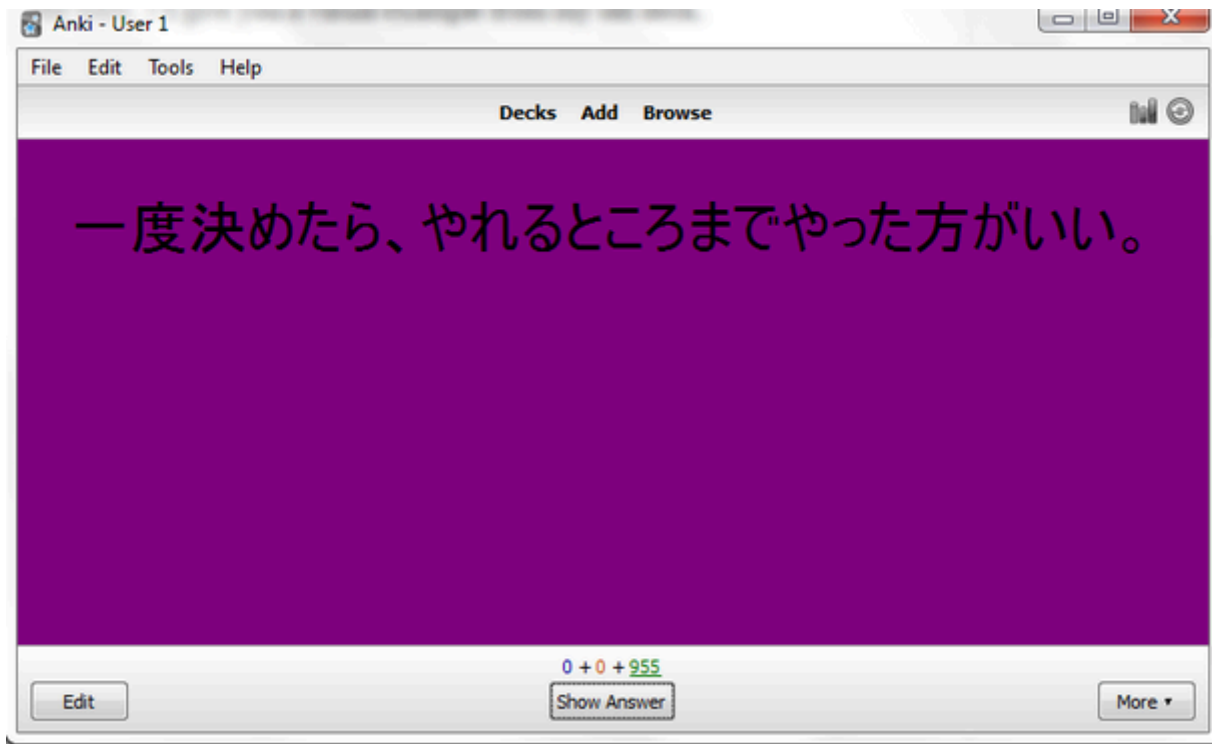 Anki - User 1
File Edit Tools Help
Decks Add Browse
一度決めたら、やれるところまでやった方がいい。
0 + 0 + 955
Edit Show Answer More ▾